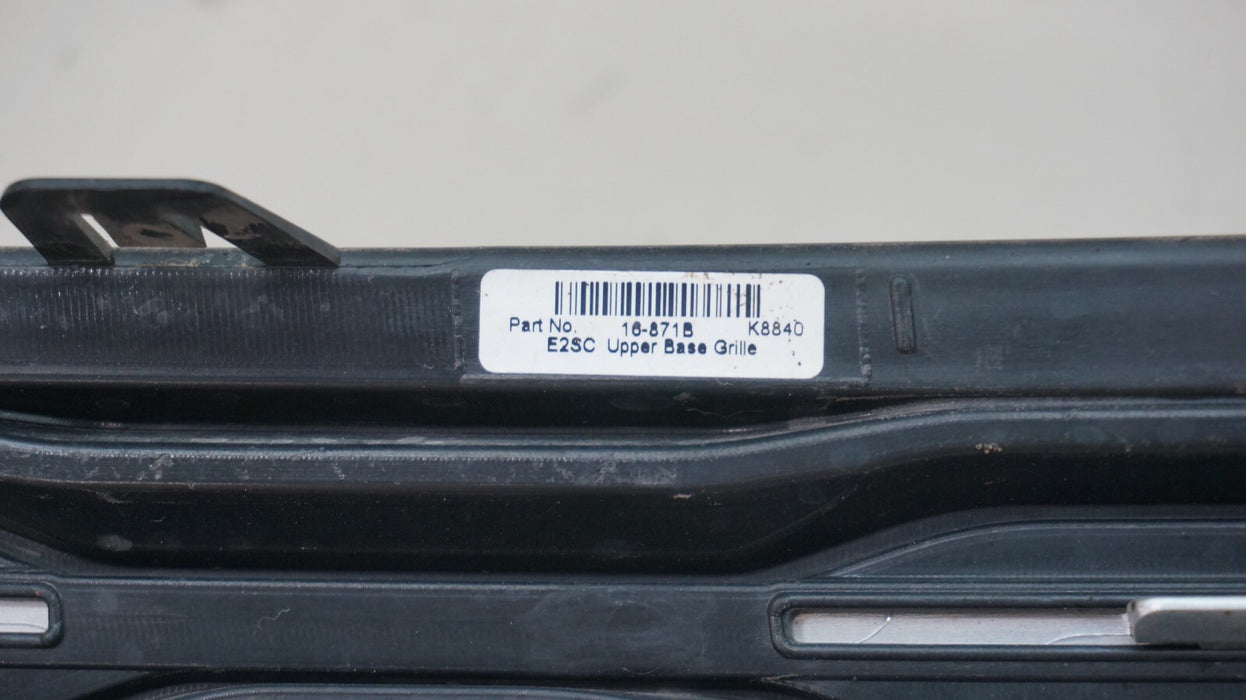 Part No. 16-871B K8840
E2SC Upper Base Grille